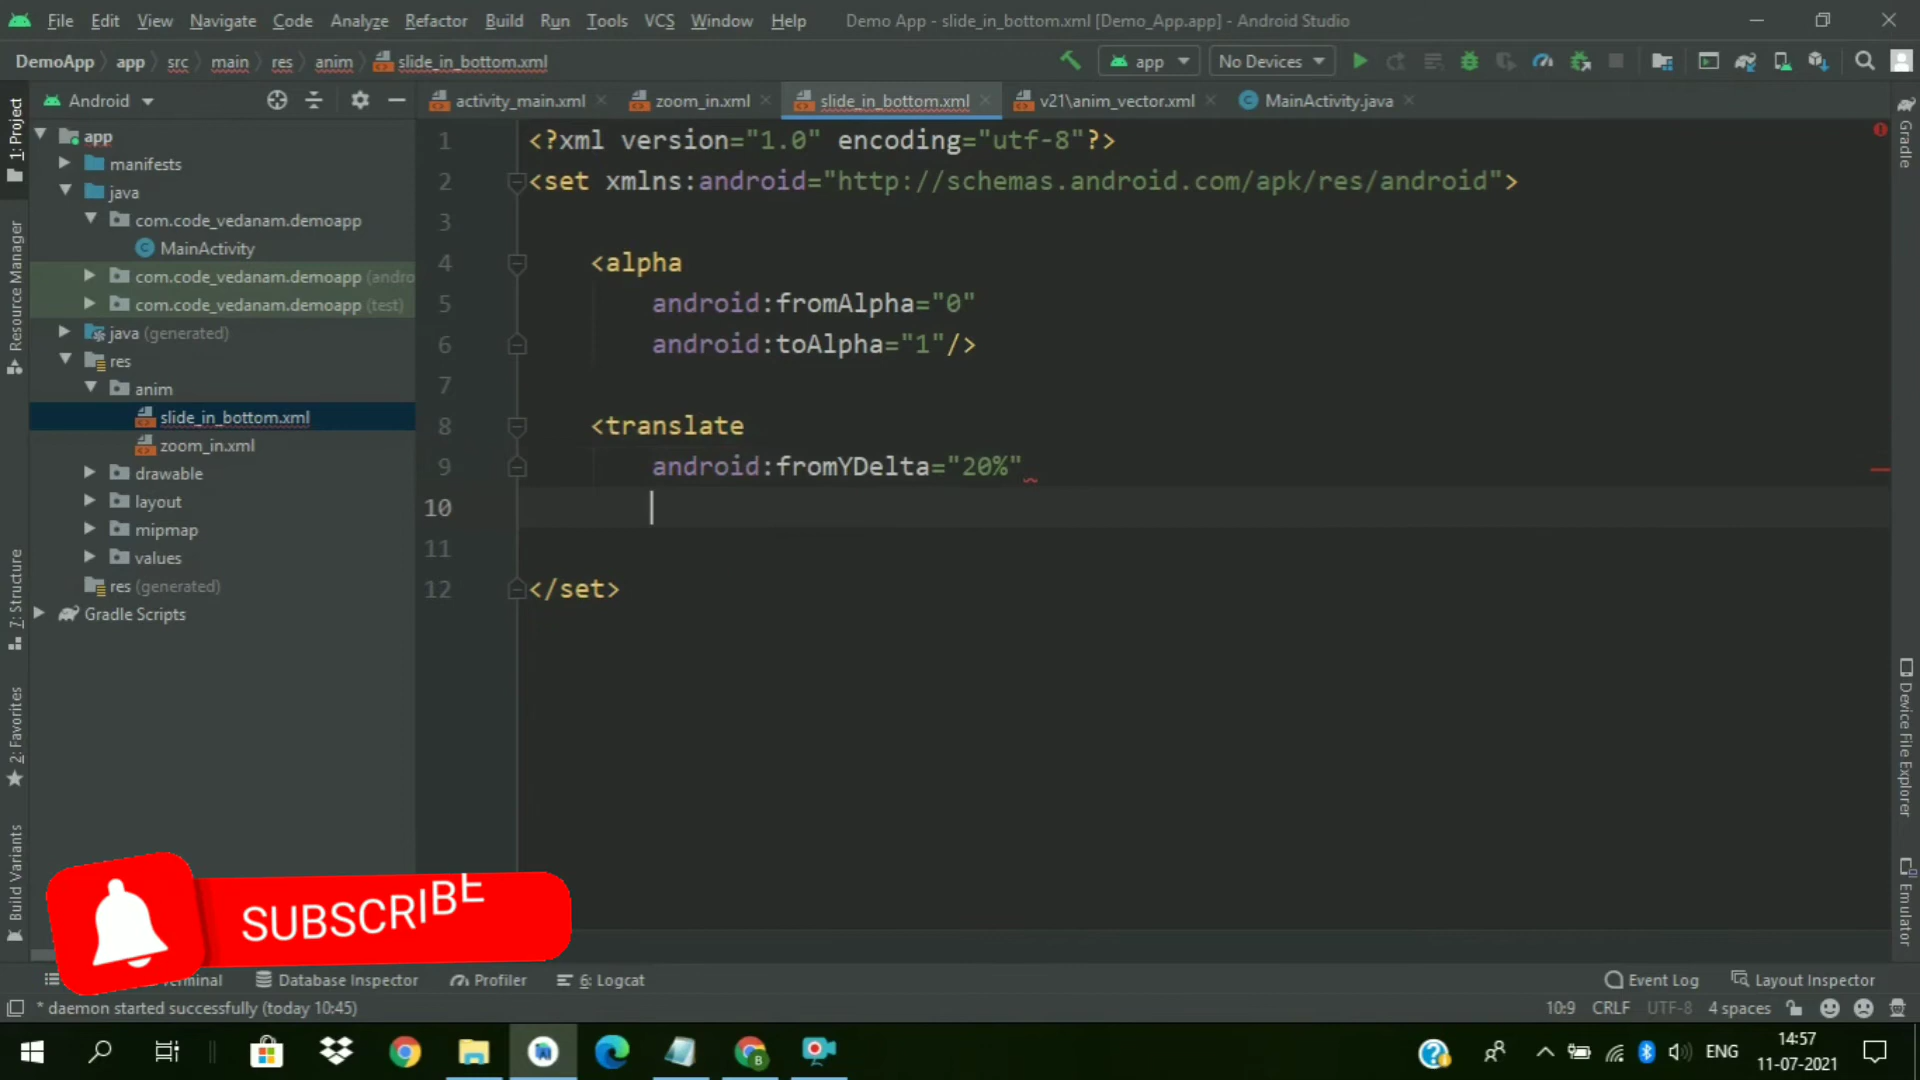 File Edit View Navigate Code Analyze Refactor Build Run Tools VCS Window Help Demo App - slide_in_bottom.xml [Demo_App.app] - Android Studio
DemoApp app src main res anim slide_in_bottom.xml app No Devices
Android activity_main.xml zoom_in.xml slide_in_bottom.xml v21\anim_vector.xml MainActivity.java
1: Project
Resource Manager
7: Structure
2: Favorites
Build Variants
app
manifests
java
com.code_vedanam.demoapp
MainActivity
com.code_vedanam.demoapp (andro
com.code_vedanam.demoapp (test)
java (generated)
res
anim
slide_in_bottom.xml
zoom_in.xml
drawable
layout
mipmap
values
res (generated)
Gradle Scripts
1 <?xml version="1.0" encoding="utf-8"?>
2 <set xmlns:android="http://schemas.android.com/apk/res/android">
3
4 <alpha
5 android:fromAlpha="0"
6 android:toAlpha="1"/>
7
8 <translate
9 android:fromYDelta="20%"
10
11
12 </set>
Gradle
Device File Explorer
Emulator
SUBSCRIBE
Database Inspector Profiler 6: Logcat Event Log Layout Inspector
* daemon started successfully (today 10:45) 10:9 CRLF UTF-8 4 spaces
ENG 14:57
11-07-2021